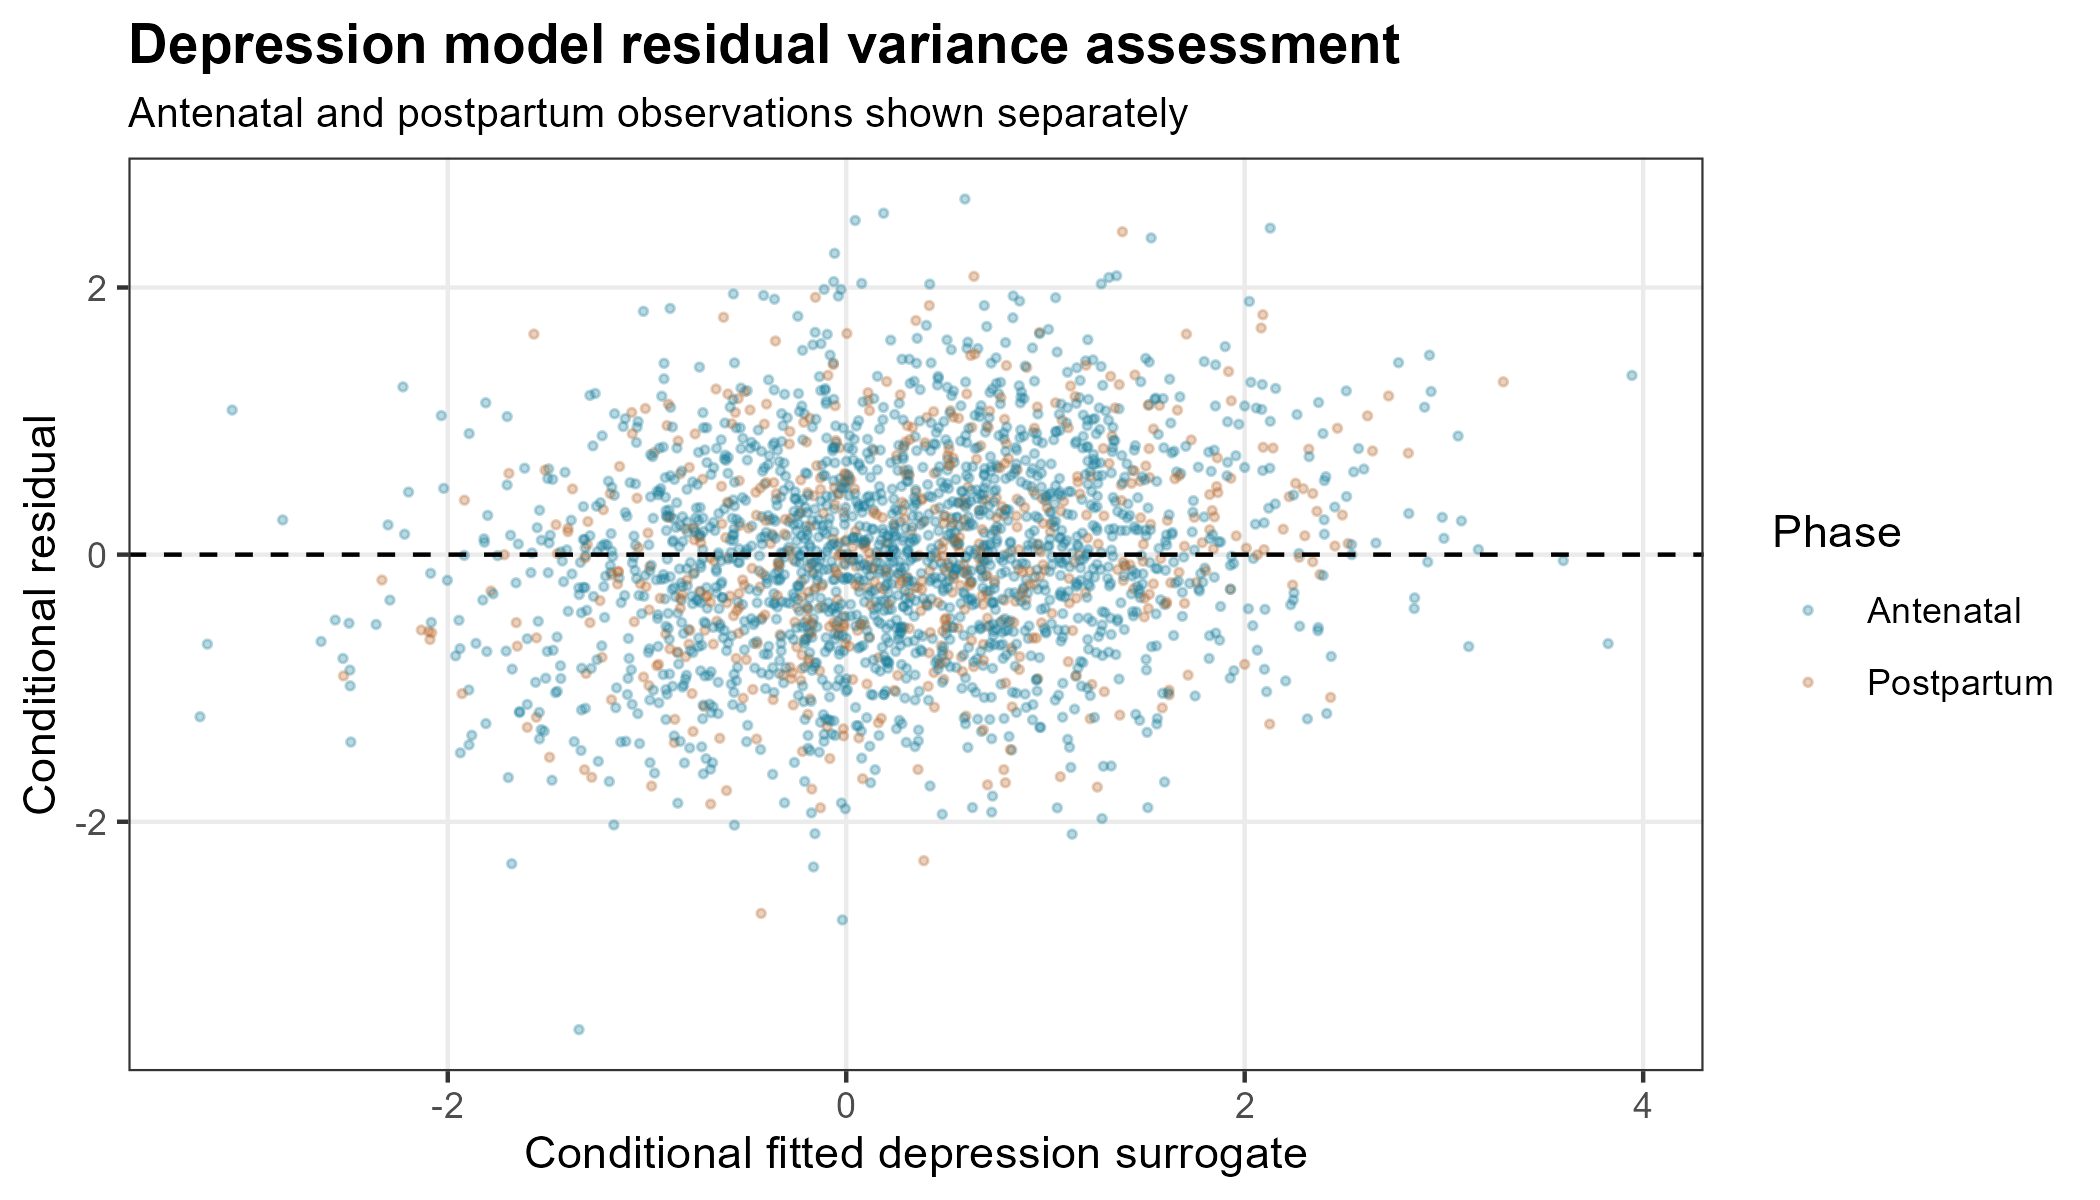 Depression model residual variance assessment
Antenatal and postpartum observations shown separately
Conditional residual
2
0
-2
-2
0
2
4
Conditional fitted depression surrogate
Phase
Antenatal
Postpartum